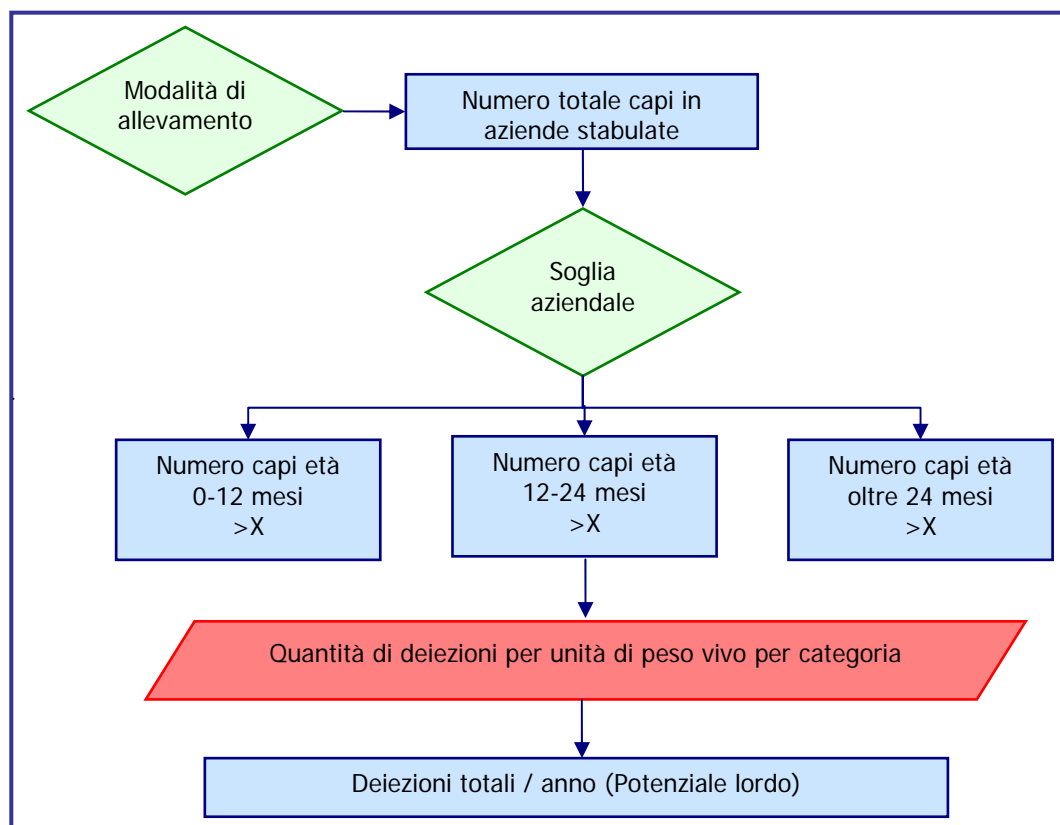 Modalità di
allevamento
Numero totale capi in
aziende stabulate
Soglia
aziendale
Numero capi età
0-12 mesi
>X
Numero capi età
12-24 mesi
>X
Numero capi età
oltre 24 mesi
>X
Quantità di deiezioni per unità di peso vivo per categoria
Deiezioni totali / anno (Potenziale lordo)